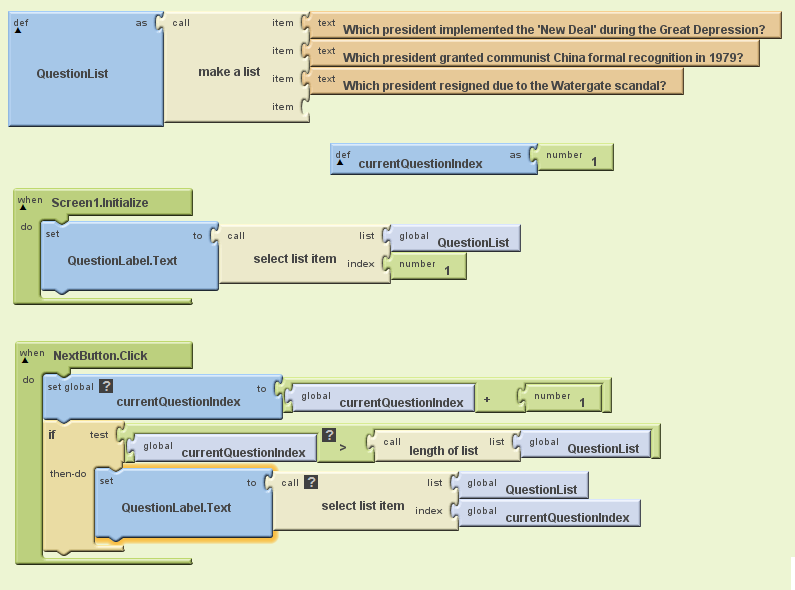 def as call item text Which president implemented the 'New Deal' during the Great Depression?
item text Which president granted communist China formal recognition in 1979?
QuestionList make a list item text Which president resigned due to the Watergate scandal?
item
def currentQuestionIndex as number 1
when Screen1.Initialize
do set to call list global QuestionList
QuestionLabel.Text select list item index number 1
when NextButton.Click
do set global ? currentQuestionIndex to global currentQuestionIndex + number 1
if test global currentQuestionIndex ? > call length of list list global QuestionList
then-do set to call ? list global QuestionList
QuestionLabel.Text select list item index global currentQuestionIndex